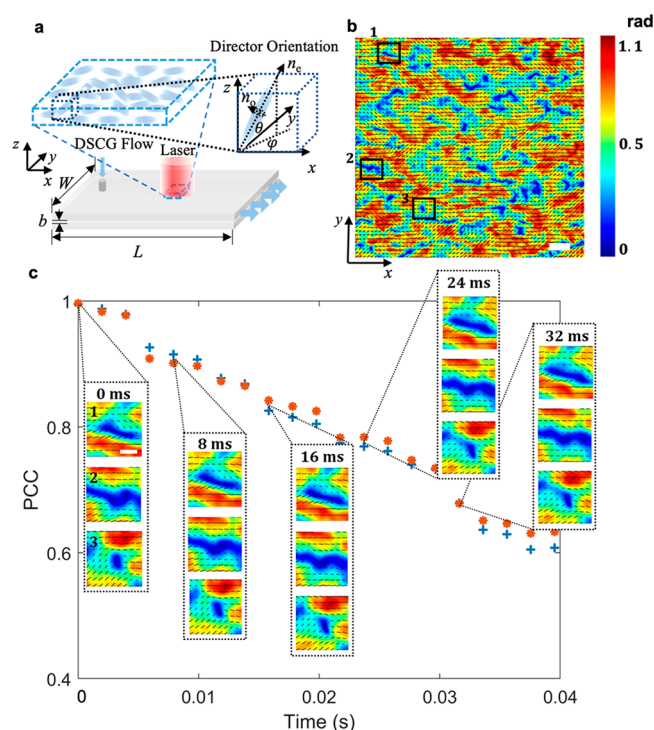 a
Director Orientation
z
nₑ
nₒ
θ
y
φ
x
z
y
x
DSCG Flow
Laser
W
b
L
b
rad
1
2
3
y
x
1.1
0.5
0
c
PCC
1
0.8
0.6
0.4
0
0.01
0.02
0.03
0.04
Time (s)
0 ms
1
2
3
8 ms
16 ms
24 ms
32 ms